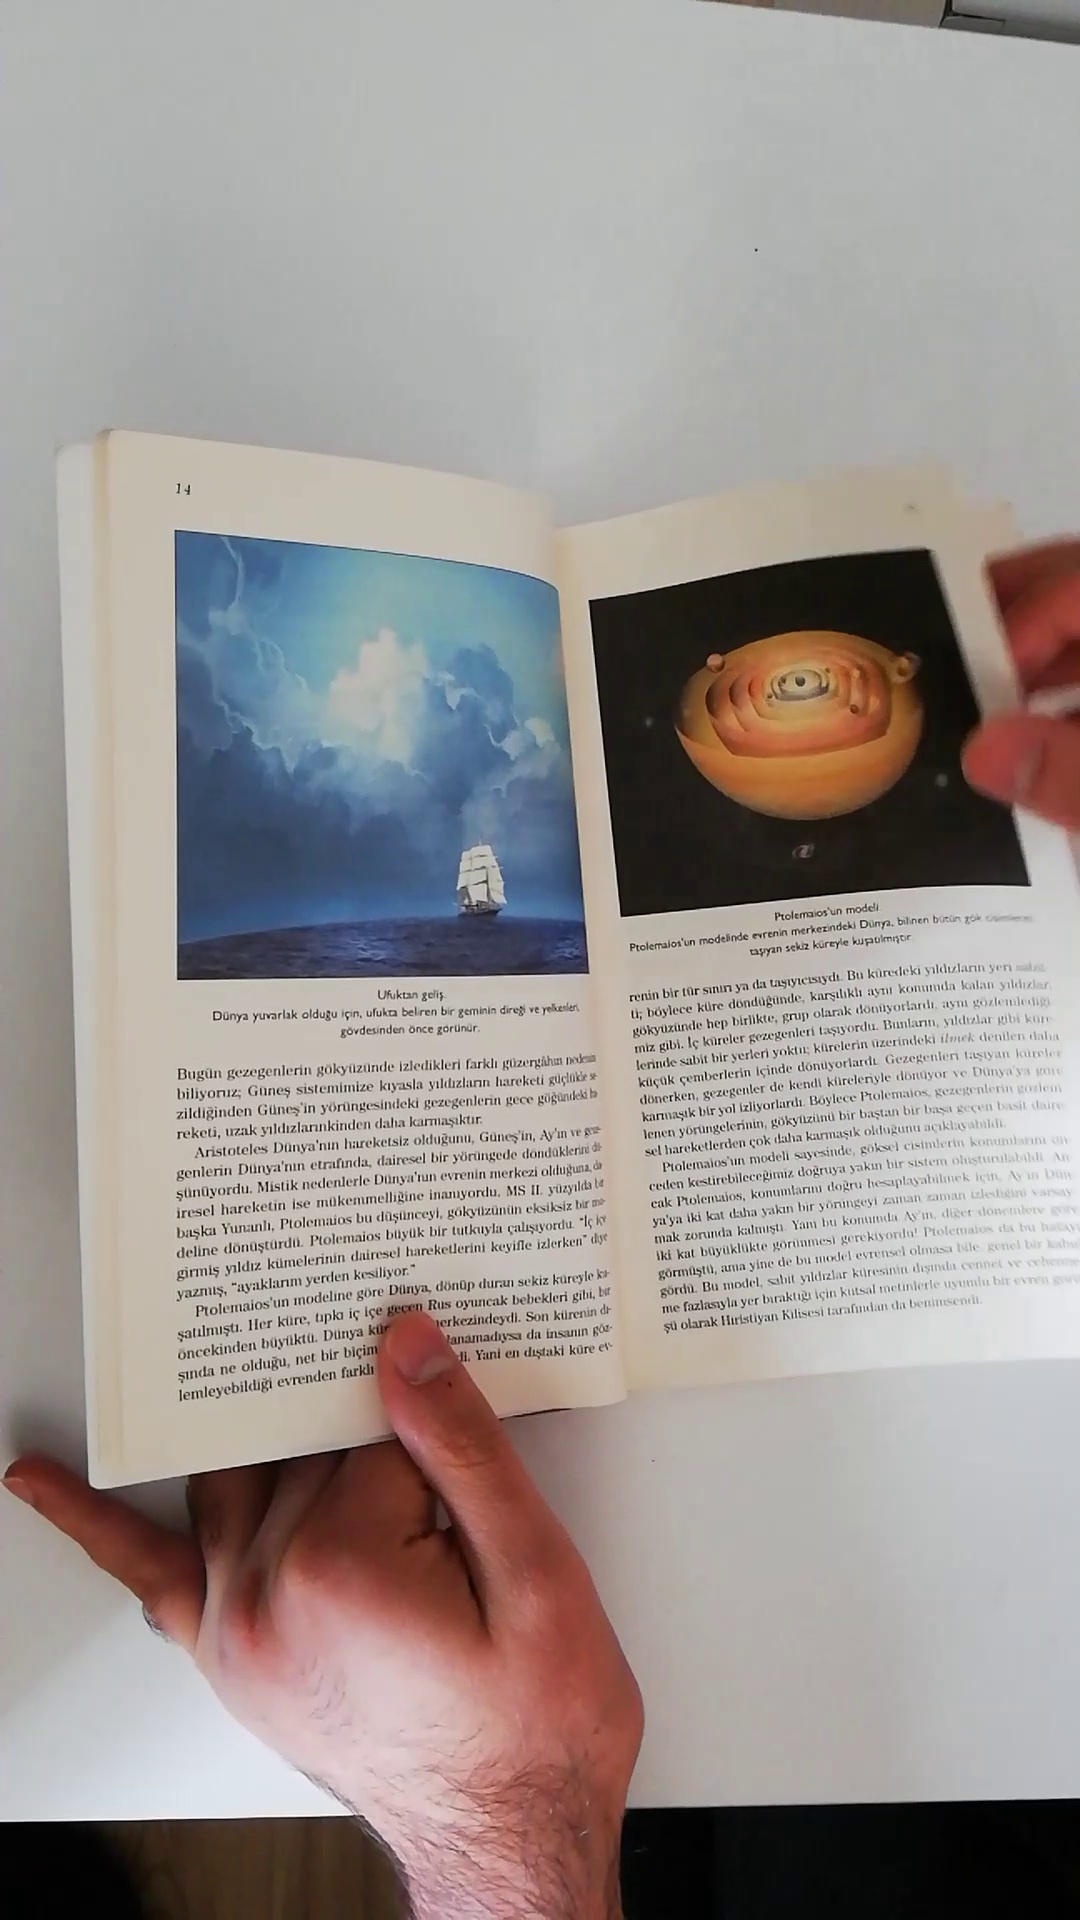 14
Ufuktan geliş.
Dünya yuvarlak olduğu için, ufukta beliren bir geminin direği ve yelkenleri,
gövdesinden önce görünür.
Bugün gezegenlerin gökyüzünde izledikleri farklı güzergâhın nedenini
biliyoruz; Güneş sistemimize kıyasla yıldızların hareketi güçlükle se-
zildiğinden Güneş'in yörüngesindeki gezegenlerin gece göğündeki ha-
reketi, uzak yıldızlarınkinden daha karmaşıktır.
Aristoteles Dünya'nın hareketsiz olduğunu, Güneş'in, Ay'ın ve geze-
genlerin Dünya'nın etrafında, dairesel bir yörüngede döndüklerini dü-
şünüyordu. Mistik nedenlerle Dünya'nın evrenin merkezi olduğuna, da-
iresel hareketin ise mükemmelliğine inanıyordu. MS II. yüzyılda bir
başka Yunanlı, Ptolemaios bu düşünceyi, gökyüzünün eksiksiz bir mo-
deline dönüştürdü. Ptolemaios büyük bir tutkuyla çalışıyordu. "İç içe
girmiş yıldız kümelerinin dairesel hareketlerini keyifle izlerken" diye
yazmış, "ayaklarım yerden kesiliyor."
Ptolemaios'un modeline göre Dünya, dönüp duran sekiz küreyle ku-
şatılmıştı. Her küre, tıpkı iç içe geçen Rus oyuncak bebekleri gibi, bir
öncekinden büyüktü. Dünya merkezindeydi. Son kürenin dı-
şında ne olduğu, net bir biçim lanamadıysa da insanın göz-
lemleyebildiği evrenden farklı di. Yani en dıştaki küre ev-
Ptolemaios'un modeli
Ptolemaios'un modelinde evrenin merkezindeki Dünya, bilinen bütün gök cisimlerini
taşıyan sekiz küreyle kuşatılmıştır.
renin bir tür sınırı ya da taşıyıcısıydı. Bu küredeki yıldızların yeri sabit-
ti; böylece küre döndüğünde, karşılıklı aynı konumda kalan yıldızlar,
gökyüzünde hep birlikte, grup olarak dönüyorlardı, aynı gözlemlediği-
miz gibi. İç küreler gezegenleri taşıyordu. Bunların, yıldızlar gibi küre-
lerinde sabit bir yerleri yoktu; kürelerin üzerindeki ilmek denilen daha
küçük çemberlerin içinde dönüyorlardı. Gezegenleri taşıyan küreler
dönerken, gezegenler de kendi küreleriyle dönüyor ve Dünya'ya göre
karmaşık bir yol izliyorlardı. Böylece Ptolemaios, gezegenlerin gözlem-
lenen yörüngelerinin, gökyüzünü bir baştan bir başa geçen basit daire-
sel hareketlerden çok daha karmaşık olduğunu açıklayabildi.
Ptolemaios'un modeli sayesinde, göksel cisimlerin konumlarını ön-
ceden kestirebileceğimiz doğruya yakın bir sistem oluşturulabildi. An-
cak Ptolemaios, konumlarını doğru hesaplayabilmek için, Ay'ın Dün-
ya'ya iki kat daha yakın bir yörüngeyi zaman zaman izlediğini varsay-
mak zorunda kalmıştı. Yani bu konumda Ay'ın, diğer dönemlere göre
iki kat büyüklükte görünmesi gerekiyordu! Ptolemaios da bu hatayı
görmüştü, ama yine de bu model evrensel olmasa bile, genel bir kabul
gördü. Bu model, sabit yıldızlar küresinin dışında cennet ve cehenne-
me fazlasıyla yer bıraktığı için kutsal metinlerle uyumlu bir evren görü-
şü olarak Hıristiyan Kilisesi tarafından da benimsendi.